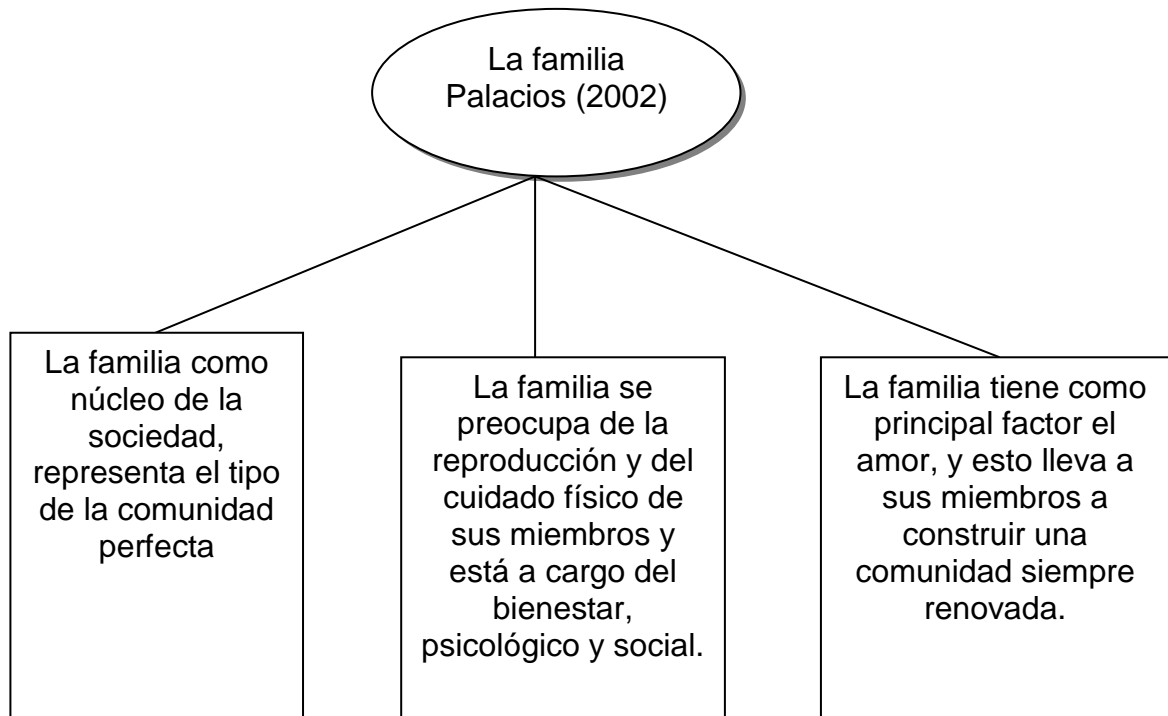 La familia
Palacios (2002)
La familia como
núcleo de la
sociedad,
representa el tipo
de la comunidad
perfecta
La familia se
preocupa de la
reproducción y del
cuidado físico de
sus miembros y
está a cargo del
bienestar,
psicológico y social.
La familia tiene como
principal factor el
amor, y esto lleva a
sus miembros a
construir una
comunidad siempre
renovada.